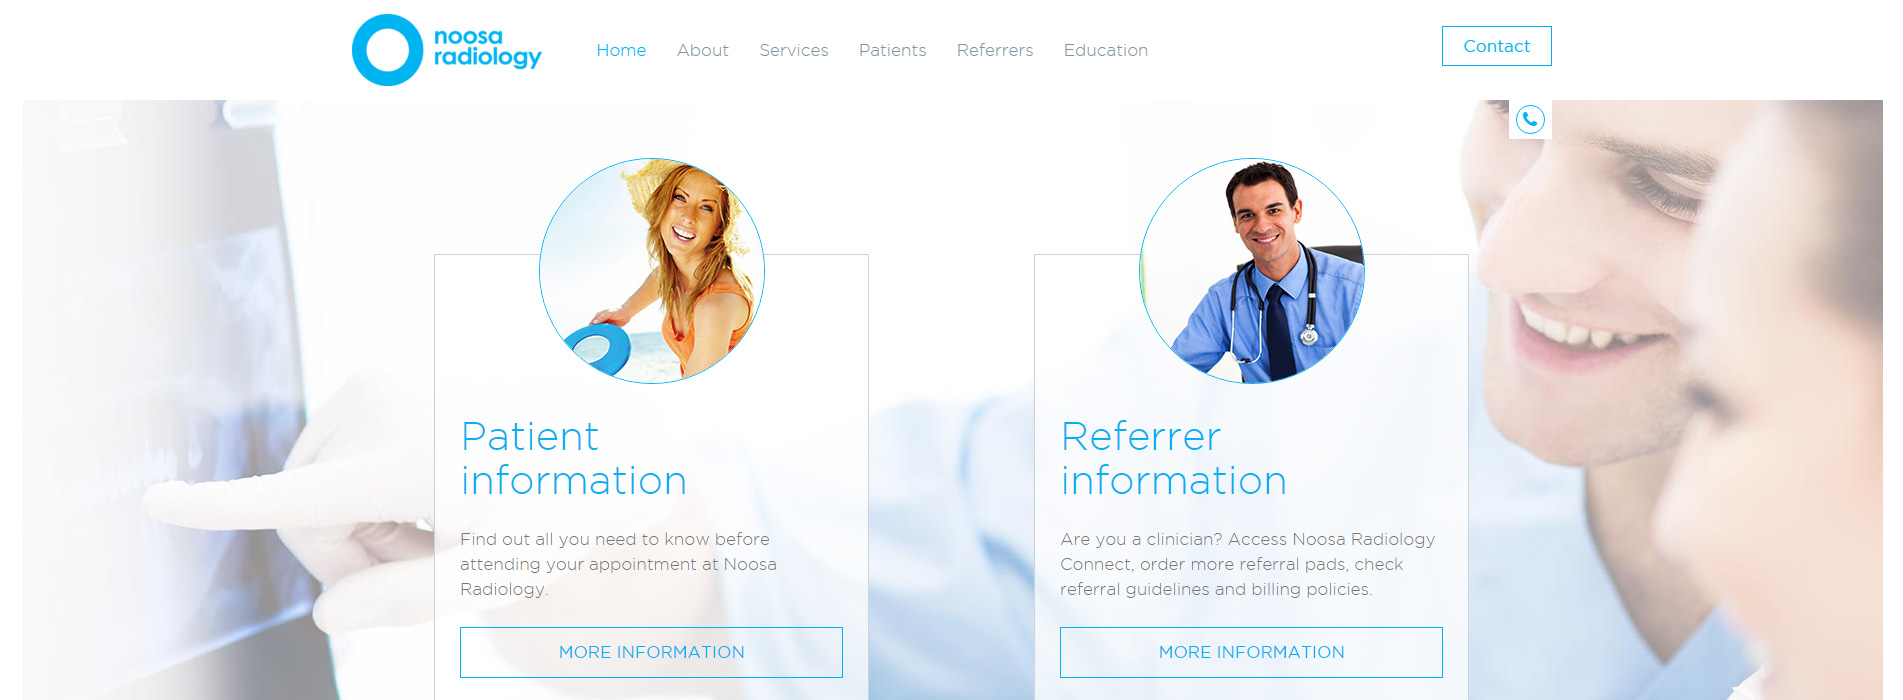 noosa
radiology
Home About Services Patients Referrers Education
Contact
Patient
information
Find out all you need to know before
attending your appointment at Noosa
Radiology.
MORE INFORMATION
Referrer
information
Are you a clinician? Access Noosa Radiology
Connect, order more referral pads, check
referral guidelines and billing policies.
MORE INFORMATION